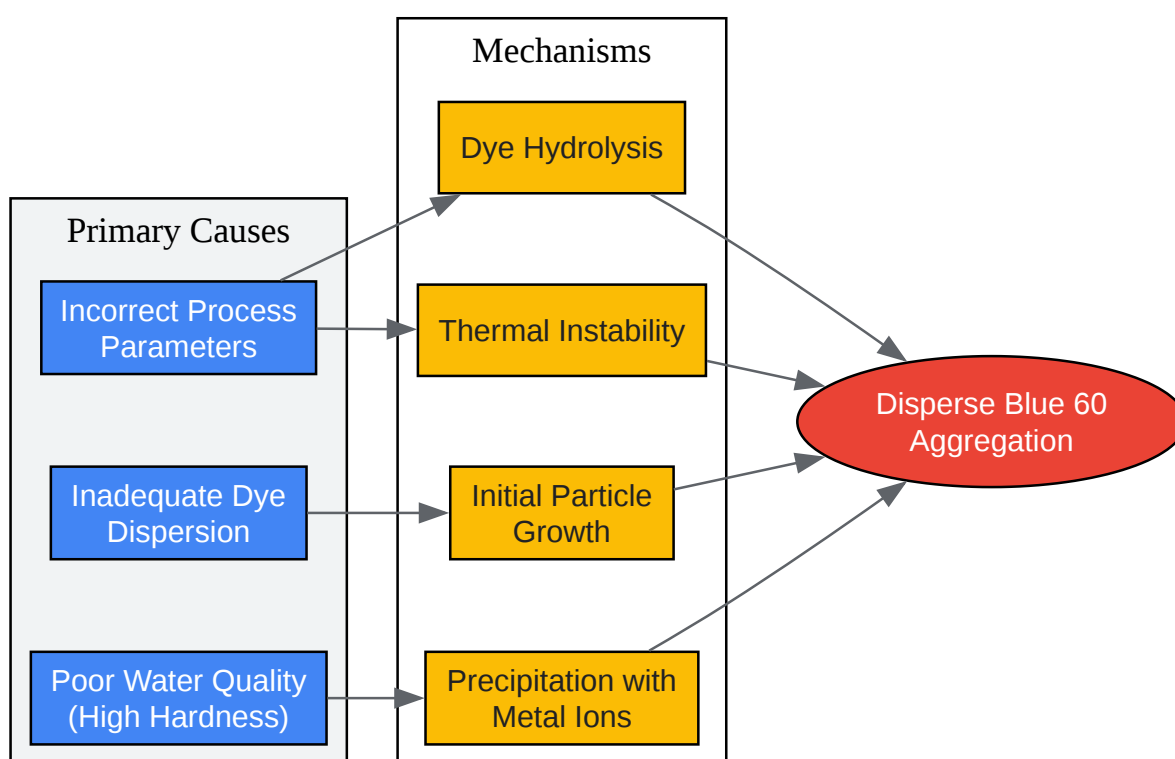 Mechanisms
Dye Hydrolysis
Primary Causes
Incorrect Process
Parameters
Thermal Instability
Disperse Blue 60
Aggregation
Inadequate Dye
Dispersion
Initial Particle
Growth
Poor Water Quality
(High Hardness)
Precipitation with
Metal Ions